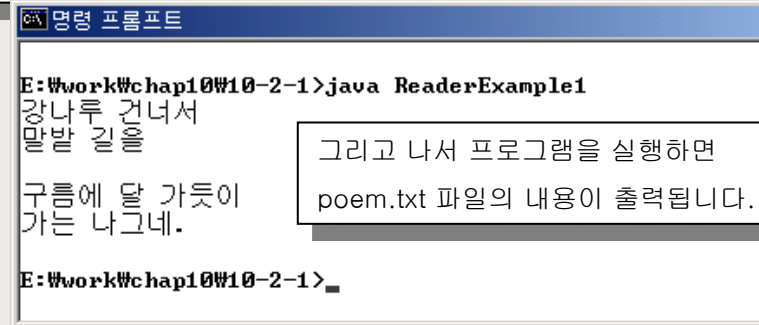 명령 프롬프트
E:₩work₩chap10₩10-2-1>java ReaderExample1
강나루 건너서
말밭 길을
구름에 달 가듯이
가는 나그네.
그리고 나서 프로그램을 실행하면
poem.txt 파일의 내용이 출력됩니다.
E:₩work₩chap10₩10-2-1>_